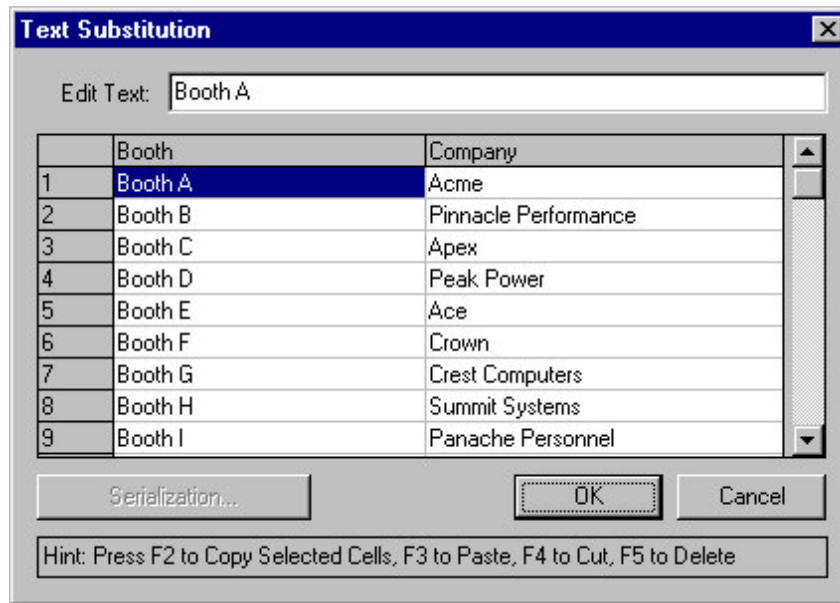 Text Substitution
Edit Text: Booth A
Booth Company
1 Booth A Acme
2 Booth B Pinnacle Performance
3 Booth C Apex
4 Booth D Peak Power
5 Booth E Ace
6 Booth F Crown
7 Booth G Crest Computers
8 Booth H Summit Systems
9 Booth I Panache Personnel
Serialization... OK Cancel
Hint: Press F2 to Copy Selected Cells, F3 to Paste, F4 to Cut, F5 to Delete